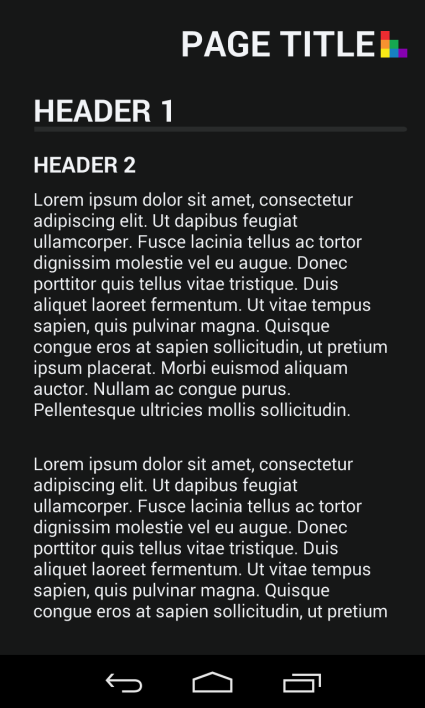 PAGE TITLE
HEADER 1
HEADER 2
Lorem ipsum dolor sit amet, consectetur
adipiscing elit. Ut dapibus feugiat
ullamcorper. Fusce lacinia tellus ac tortor
dignissim molestie vel eu augue. Donec
porttitor quis tellus vitae tristique. Duis
aliquet laoreet fermentum. Ut vitae tempus
sapien, quis pulvinar magna. Quisque
congue eros at sapien sollicitudin, ut pretium
ipsum placerat. Morbi euismod aliquam
auctor. Nullam ac congue purus.
Pellentesque ultricies mollis sollicitudin.
Lorem ipsum dolor sit amet, consectetur
adipiscing elit. Ut dapibus feugiat
ullamcorper. Fusce lacinia tellus ac tortor
dignissim molestie vel eu augue. Donec
porttitor quis tellus vitae tristique. Duis
aliquet laoreet fermentum. Ut vitae tempus
sapien, quis pulvinar magna. Quisque
congue eros at sapien sollicitudin, ut pretium